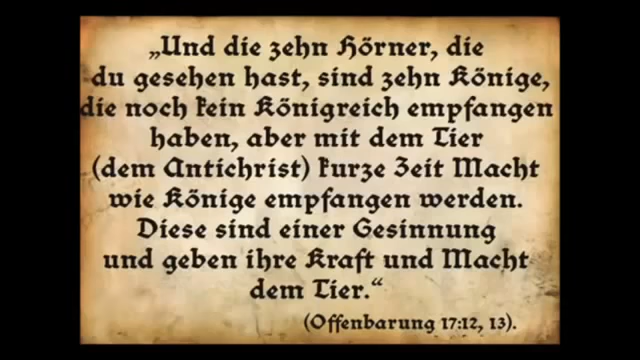 „Und die zehn Hörner, die
du gesehen hast, sind zehn Könige,
die noch kein Königreich empfangen
haben, aber mit dem Tier
(dem Antichrist) kurze Zeit Macht
wie Könige empfangen werden.
Diese sind einer Gesinnung
und geben ihre Kraft und Macht
dem Tier.“
(Offenbarung 17:12, 13).